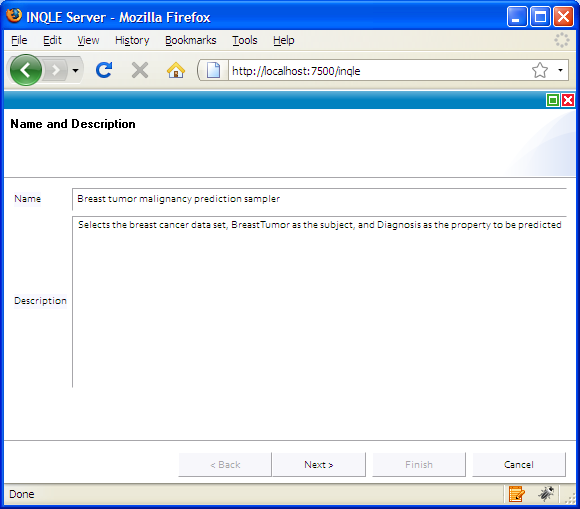 INQLE Server - Mozilla Firefox
File Edit View History Bookmarks Tools Help
http://localhost:7500/inqle
Name and Description
Name Breast tumor malignancy prediction sampler
Selects the breast cancer data set, BreastTumor as the subject, and Diagnosis as the property to be predicted
Description
< Back Next > Finish Cancel
Done